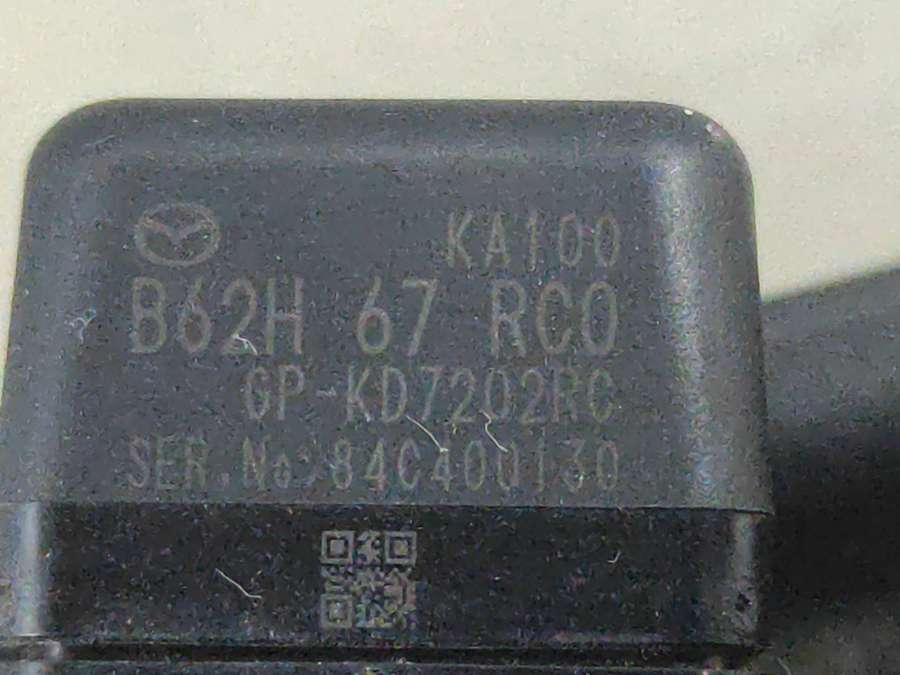 KA100
B62H 67 RC0
GP-KD7202RC
SER.No.84C400130